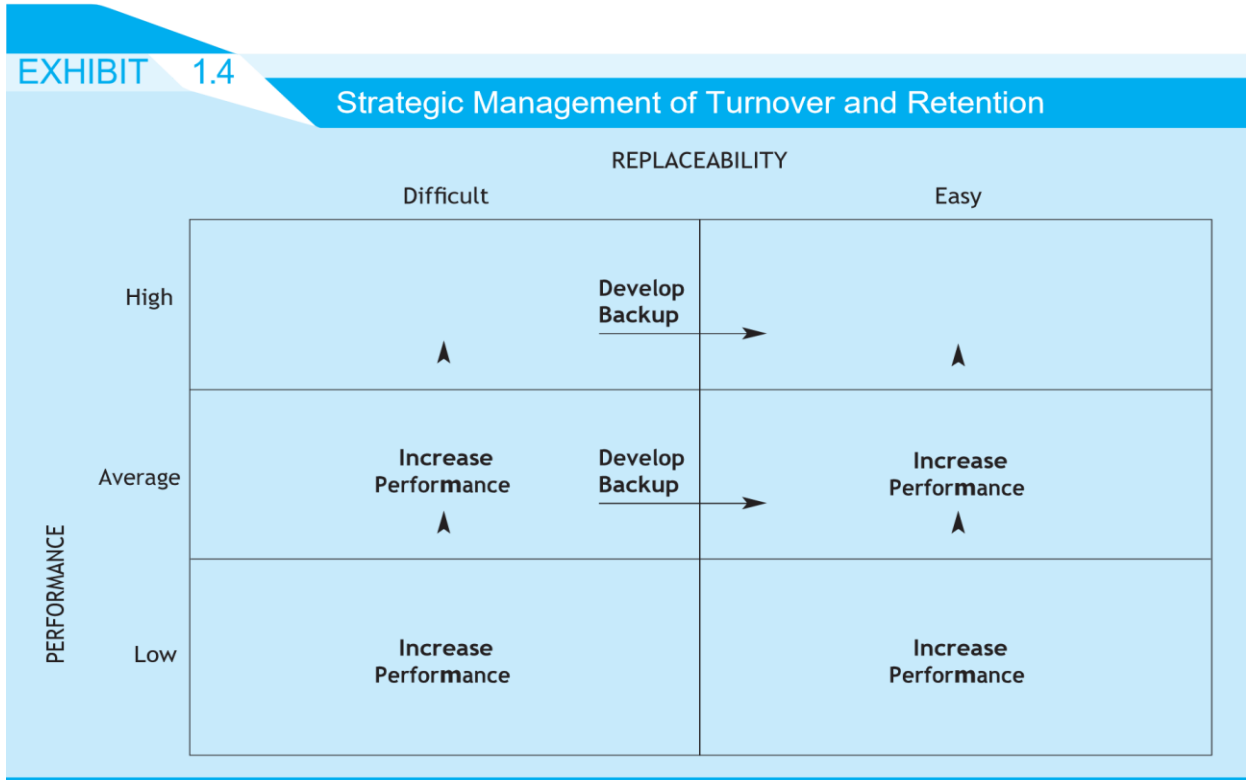 EXHIBIT 1.4
Strategic Management of Turnover and Retention
REPLACEABILITY
Difficult Easy
High
Develop
Backup
Average
Increase
Performance
Develop
Backup
Increase
Performance
PERFORMANCE
Low
Increase
Performance
Increase
Performance